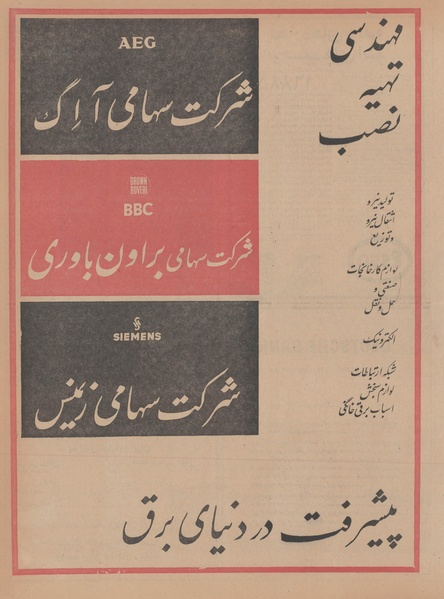 مهندسی
تهیه
نصب
AEG
شرکت سهامی آ اِ گ
BROWN
BOVERI
BBC
شرکت سهامی براون باوری
SIEMENS
شرکت سهامی زیمنس
تولید نیرو
انتقال نیرو
و توزیع
لوازم کارخانجات
صنعتی و
حمل و نقل
الکترونیک
شبکه ارتباطات
لوازم سنجش
اسباب برقی خانگی
پیشرفت در دنیای برق